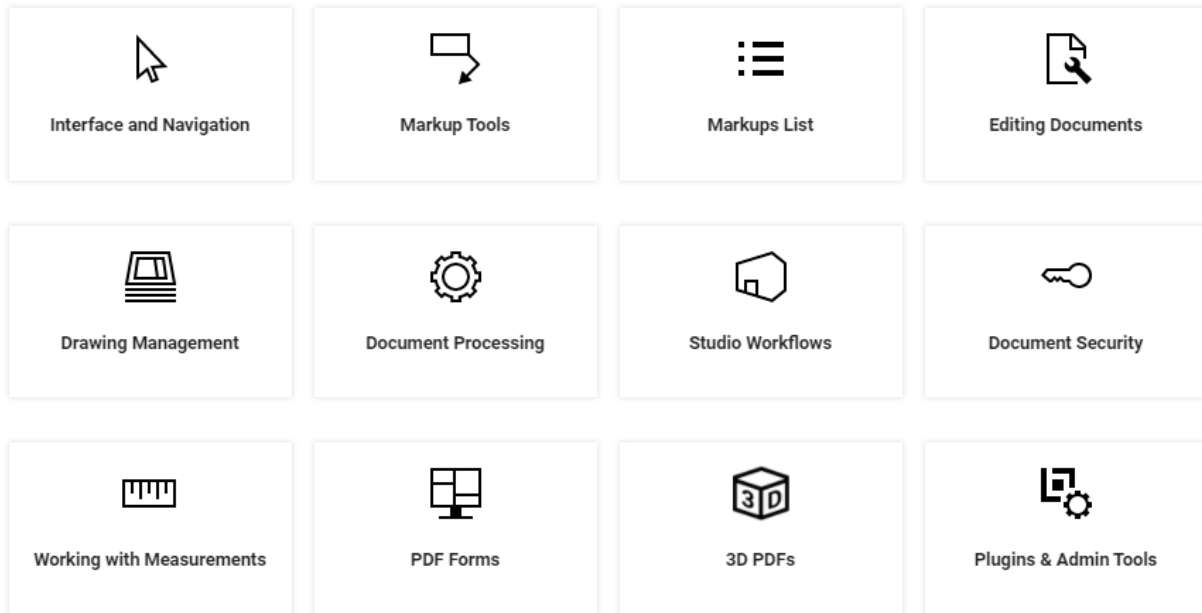 Interface and Navigation
Markup Tools
Markups List
Editing Documents
Drawing Management
Document Processing
Studio Workflows
Document Security
Working with Measurements
PDF Forms
3D
3D PDFs
Plugins & Admin Tools